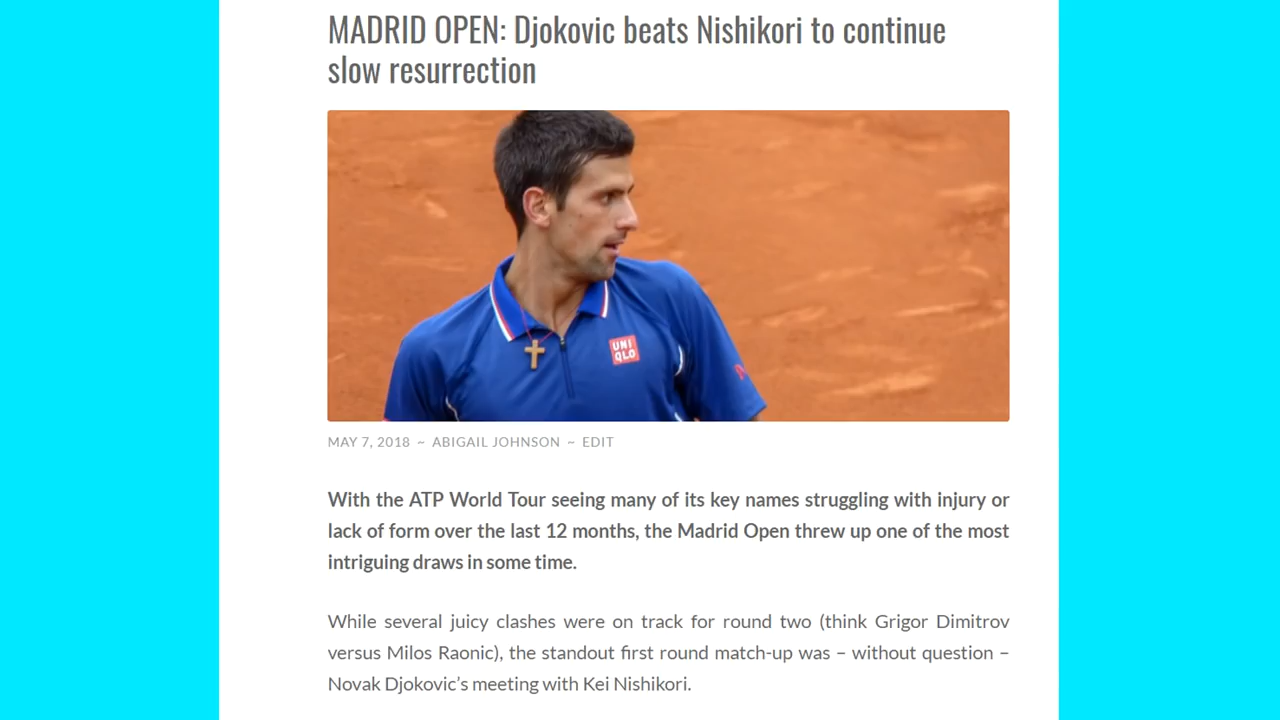 MADRID OPEN: Djokovic beats Nishikori to continue
slow resurrection
UNI
QLO
MAY 7, 2018 ~ ABIGAIL JOHNSON ~ EDIT
With the ATP World Tour seeing many of its key names struggling with injury or
lack of form over the last 12 months, the Madrid Open threw up one of the most
intriguing draws in some time.
While several juicy clashes were on track for round two (think Grigor Dimitrov
versus Milos Raonic), the standout first round match-up was – without question –
Novak Djokovic’s meeting with Kei Nishikori.